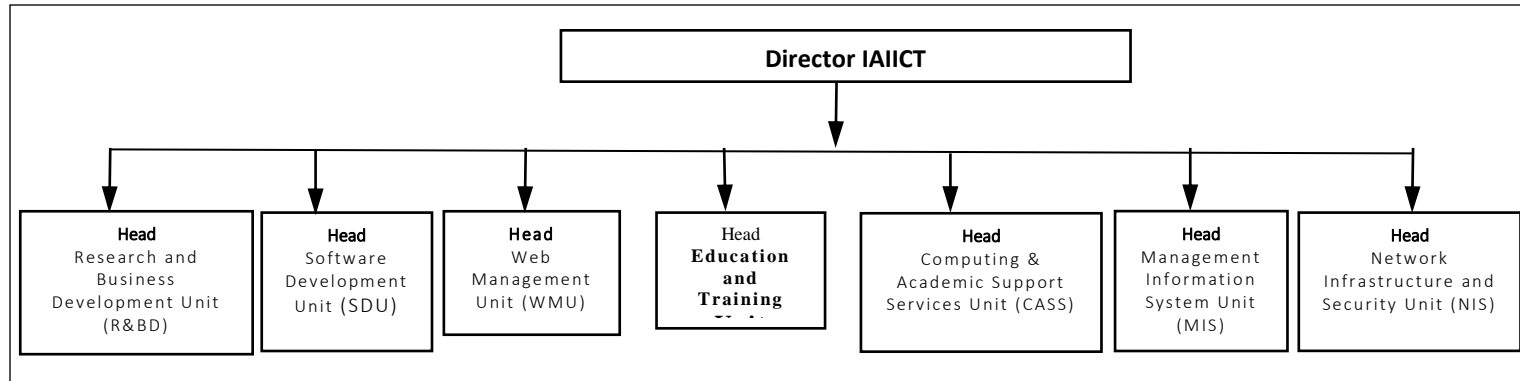 Director IAIICT
Head
Research and
Business
Development Unit
(R&BD)
Head
Software
Development
Unit (SDU)
Head
Web
Management
Unit (WMU)
Head
Education
and
Training
Head
Computing &
Academic Support
Services Unit (CASS)
Head
Management
Information
System Unit
(MIS)
Head
Network
Infrastructure and
Security Unit (NIS)